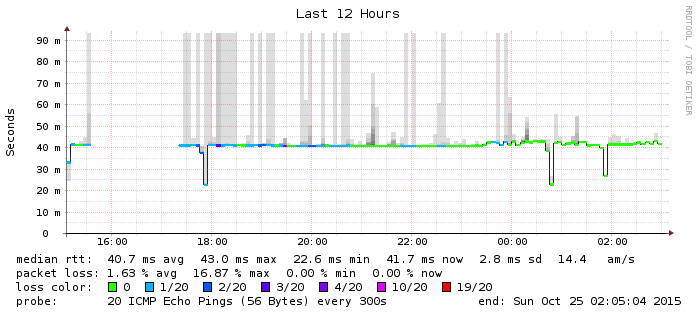 Last 12 Hours
RRDTOOL / TOBI OETIKER
Seconds
90 m
80 m
70 m
60 m
50 m
40 m
30 m
20 m
10 m
0
16:00 18:00 20:00 22:00 00:00 02:00
median rtt: 40.7 ms avg 43.0 ms max 22.6 ms min 41.7 ms now 2.8 ms sd 14.4 am/s
packet loss: 1.63 % avg 16.87 % max 0.00 % min 0.00 % now
loss color: 0 1/20 2/20 3/20 4/20 10/20 19/20
probe: 20 ICMP Echo Pings (56 Bytes) every 300s end: Sun Oct 25 02:05:04 2015